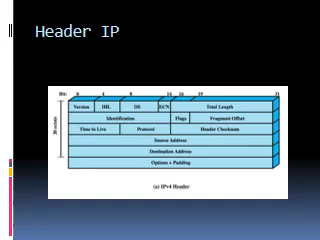 Header IP
Bit: 0 4 8 14 16 19 31
Version IHL DS ECN Total Length
Identification Flags Fragment Offset
Time to Live Protocol Header Checksum
Source Address
Destination Address
Options + Padding
20 octets
(a) IPv4 Header